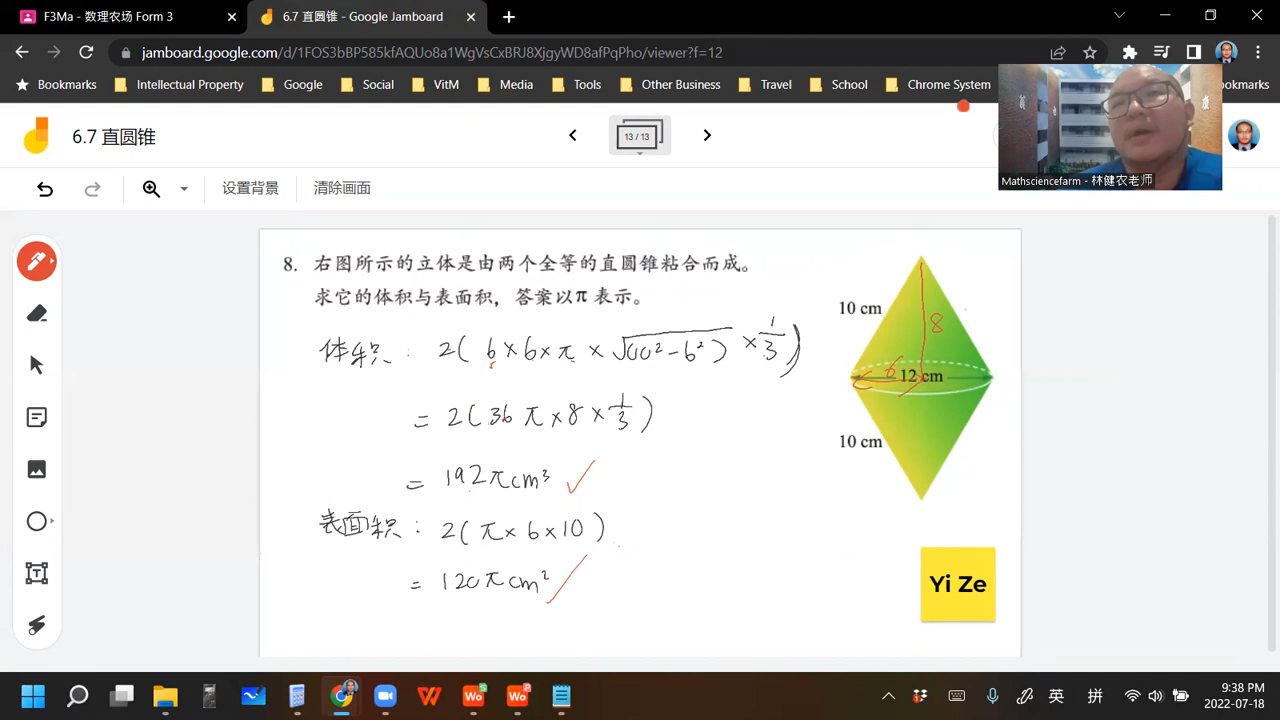 F3Ma - 数理农场 Form 3
6.7 直圆锥 - Google Jamboard
jamboard.google.com/d/1FOS3bBP585kfAQUo8a1WgVsCxBRJ8XjgyWD8afPqPho/viewer?f=12
Bookmarks
Intellectual Property
Google
Social
VitM
Media
Tools
Other Business
Travel
School
Chrome System
okmarks
6.7 直圆锥
13 / 13
Mathsciencefarm - 林健农老师
设置背景
清除画面
8. 右图所示的立体是由两个全等的直圆锥粘合而成。
求它的体积与表面积，答案以π表示。
体积 : 2( 6×6×π × √(10²-6²) × 1/3 )
= 2(36π×8×1/3)
= 192πcm³ ✓
表面积 : 2(π×6×10)
= 120πcm² ✓
10 cm
8
6
12 cm
10 cm
Yi Ze
Wo
Wo
英
拼
9:38 PM
2022-07-18